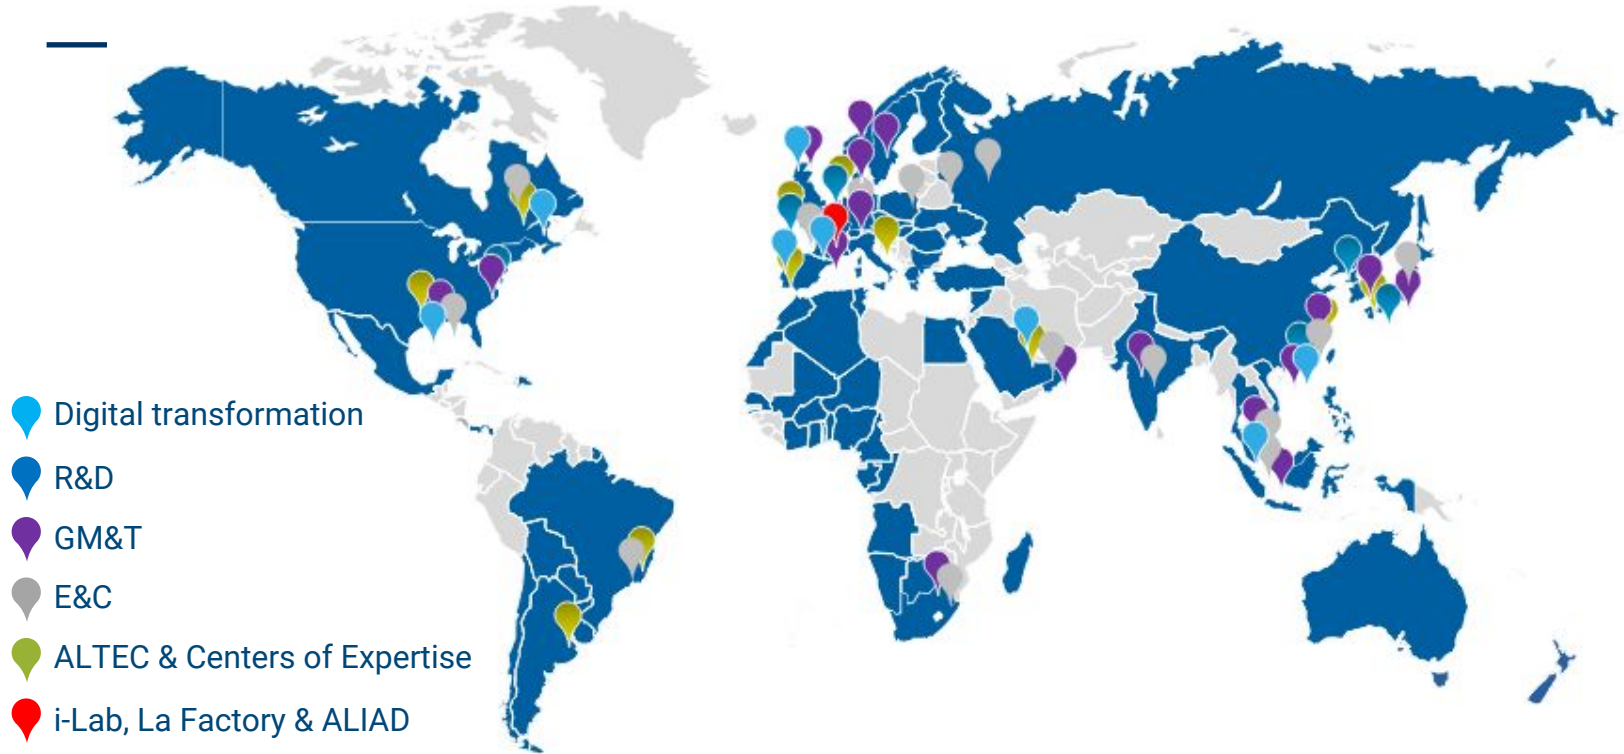 Digital transformation
R&D
GM&T
E&C
ALTEC & Centers of Expertise
i-Lab, La Factory & ALIAD